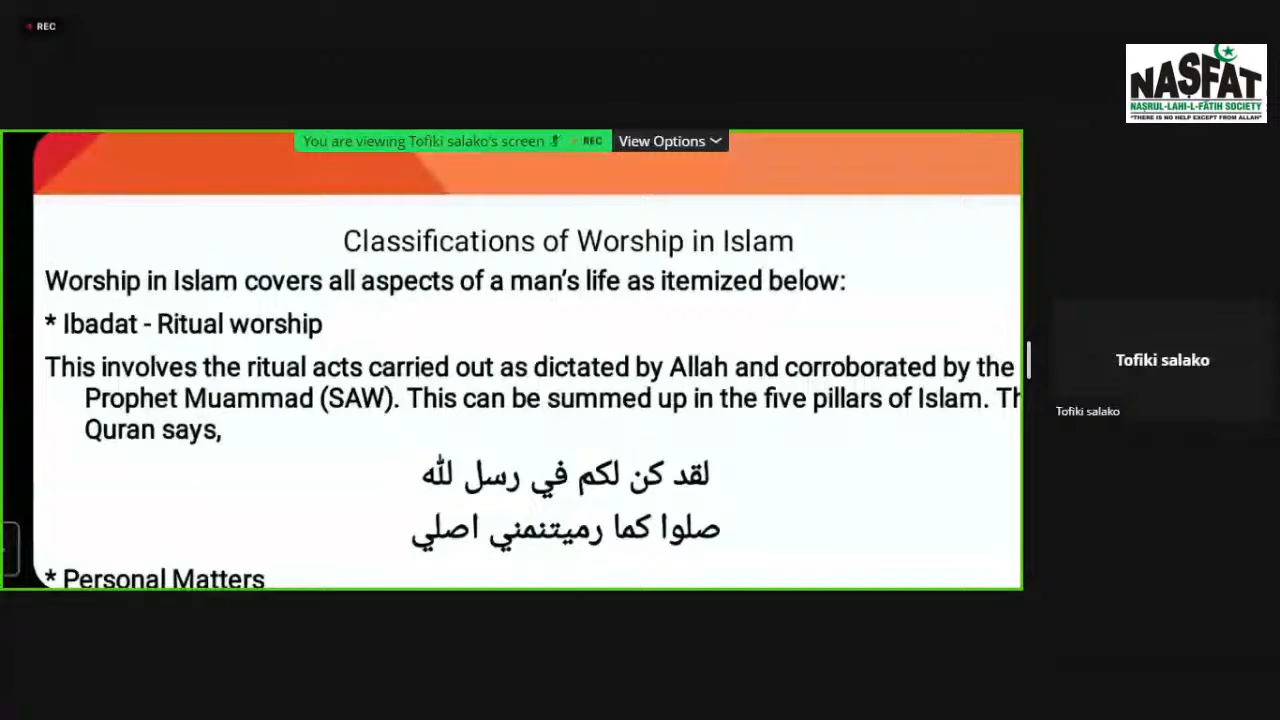 REC
NASFAT
NAṢRUL-LAHI-L-FĀTIH SOCIETY
"THERE IS NO HELP EXCEPT FROM ALLAH"
You are viewing Tofiki salako's screen REC View Options
Classifications of Worship in Islam
Worship in Islam covers all aspects of a man's life as itemized below:
* Ibadat - Ritual worship
This involves the ritual acts carried out as dictated by Allah and corroborated by the
Prophet Muammad (SAW). This can be summed up in the five pillars of Islam. Th
Quran says,
لقد كن لكم في رسل لله
صلوا كما رميتنمني اصلي
* Personal Matters
Tofiki salako
Tofiki salako